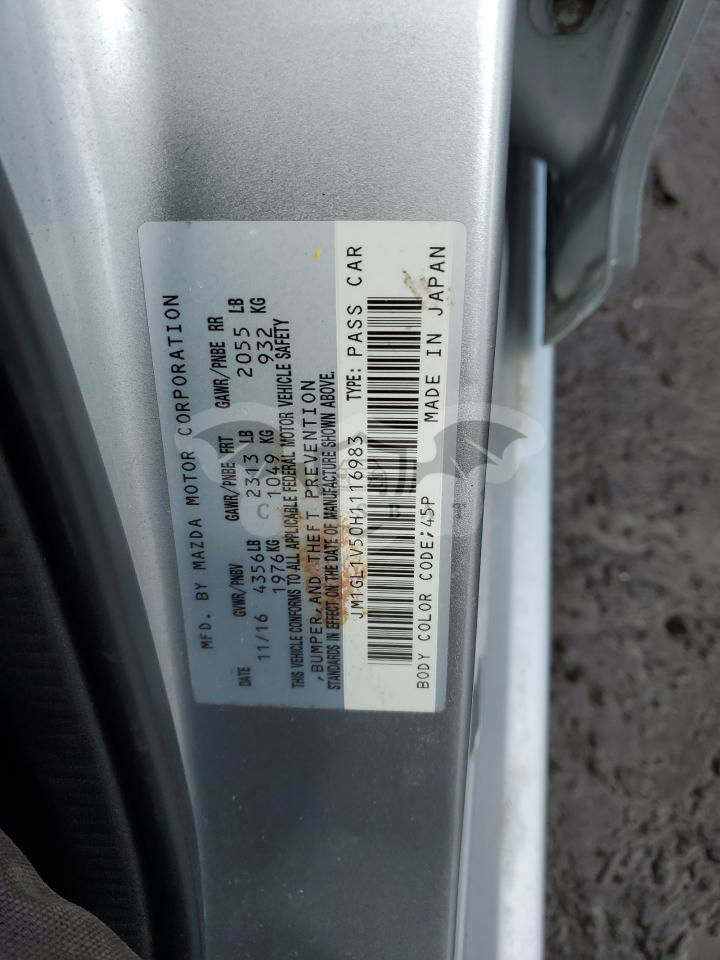 MFD. BY MAZDA MOTOR CORPORATION
GVWR/PNBV GAWR/PNBE FRT GAWR/PNBE RR
DATE 11/16 4356LB 2313 LB 2055 LB
1976KG 1049 KG 932 KG
THIS VEHICLE CONFORMS TO ALL APPLICABLE FEDERAL MOTOR VEHICLE SAFETY
,BUMPER,AND THEFT PREVENTION
STANDARDS IN EFFECT ON THE DATE OF MANUFACTURE SHOWN ABOVE.
JM1GL1V50H1116983 TYPE: PASS CAR
BODY COLOR CODE;45P MADE IN JAPAN